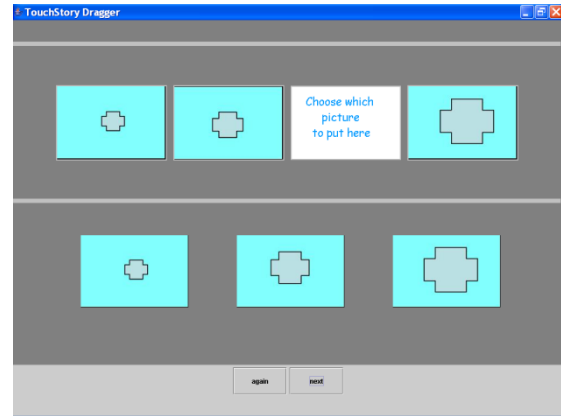 TouchStory Dragger
Choose which
picture
to put here
again
next